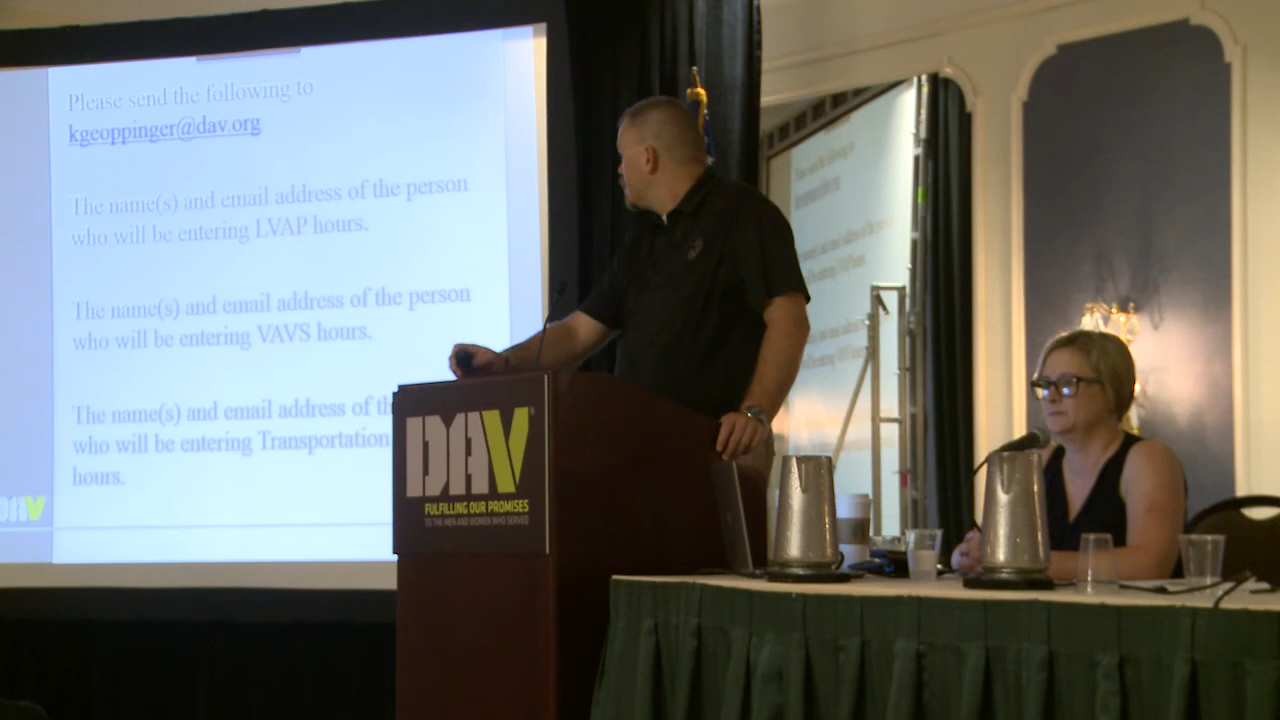 Please send the following to
kgeoppinger@dav.org
The name(s) and email address of the person
who will be entering LVAP hours.
The name(s) and email address of the person
who will be entering VAVS hours.
The name(s) and email address of th
who will be entering Transportation
hours.
DAV
DAV
FULFILLING OUR PROMISES
TO THE MEN AND WOMEN WHO SERVED